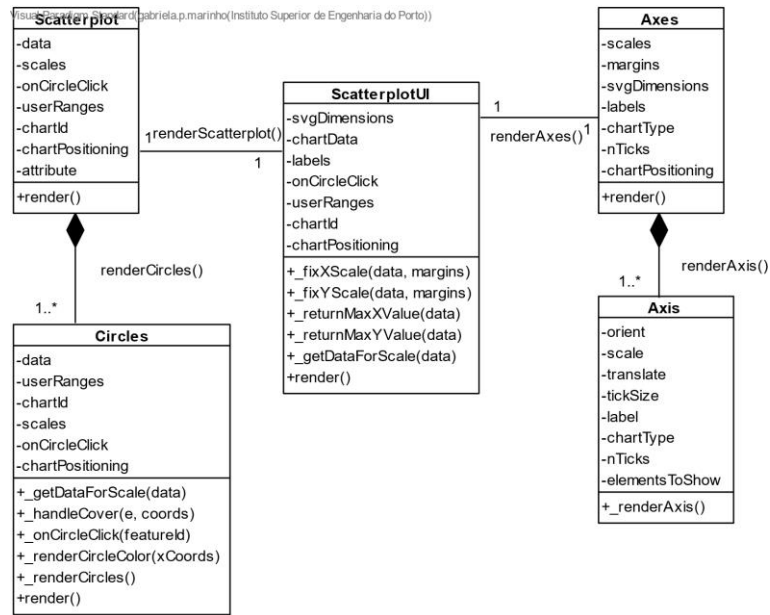 Visual Paradigm Standard(gabriela.p.marinho(Instituto Superior de Engenharia do Porto))
Scatterplot
-data
-scales
-onCircleClick
-userRanges
-chartId
-chartPositioning
-attribute
+render()
1
renderScatterplot()
1
ScatterplotUI
-svgDimensions
-chartData
-labels
-onCircleClick
-userRanges
-chartId
-chartPositioning
+_fixXScale(data, margins)
+_fixYScale(data, margins)
+_returnMaxXValue(data)
+_returnMaxYValue(data)
+_getDataForScale(data)
+render()
1
renderAxes()
1
Axes
-scales
-margins
-svgDimensions
-labels
-chartType
-nTicks
-chartPositioning
+render()
renderCircles()
1..*
Circles
-data
-userRanges
-chartId
-scales
-onCircleClick
-chartPositioning
+_getDataForScale(data)
+_handleCover(e, coords)
+_onCircleClick(featureId)
+_renderCircleColor(xCoords)
+_renderCircles()
+render()
renderAxis()
1..*
Axis
-orient
-scale
-translate
-tickSize
-label
-chartType
-nTicks
-elementsToShow
+_renderAxis()